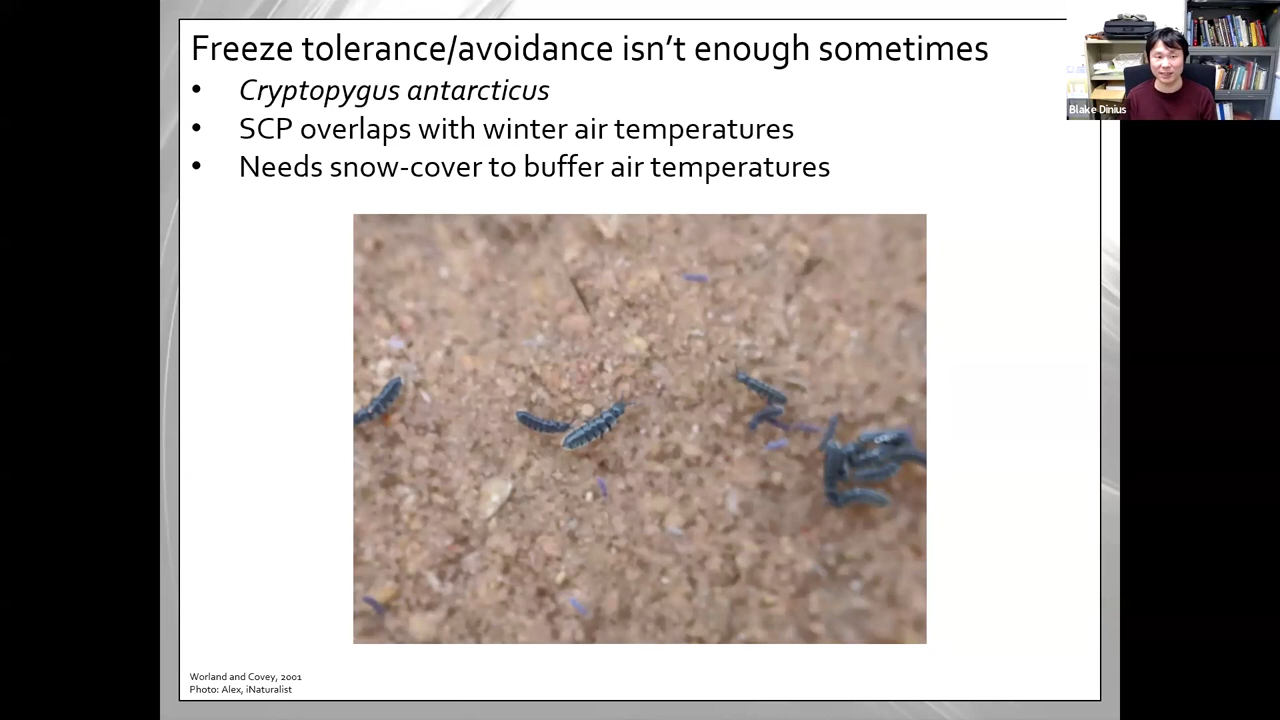 Freeze tolerance/avoidance isn't enough sometimes
• Cryptopygus antarcticus
• SCP overlaps with winter air temperatures
• Needs snow-cover to buffer air temperatures
Blake Dinius
Worland and Covey, 2001
Photo: Alex, iNaturalist